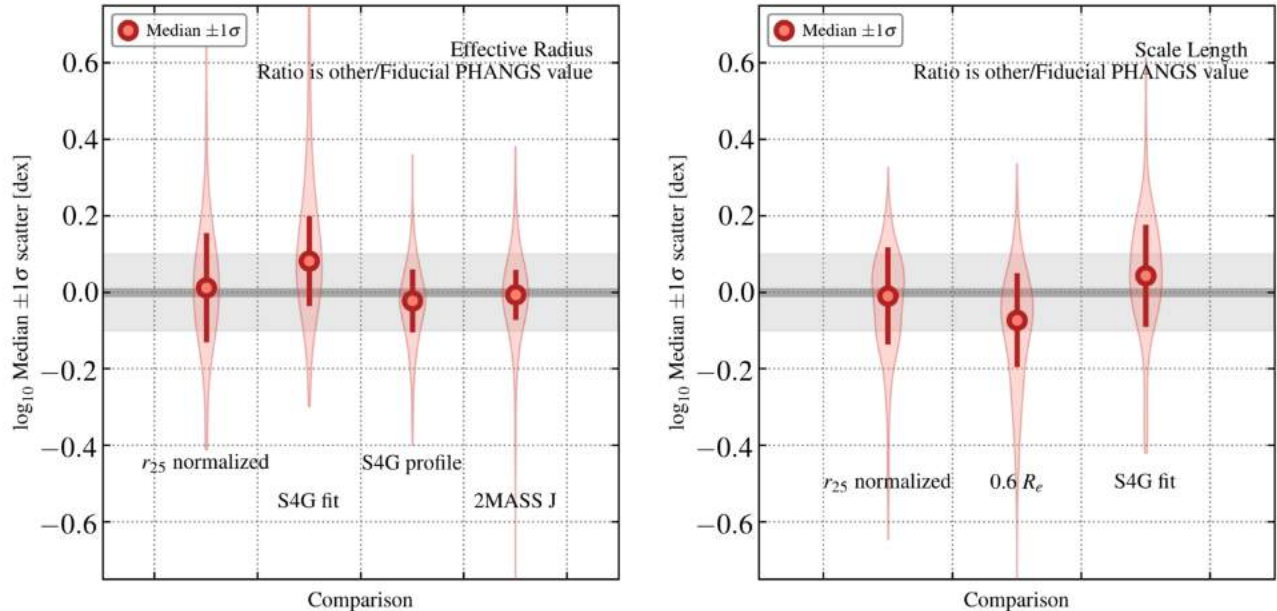 Median ±1σ
Effective Radius
Ratio is other/Fiducial PHANGS value
0.6
0.4
0.2
0.0
−0.2
−0.4
−0.6
log₁₀ Median ±1σ scatter [dex]
r₂₅ normalized
S4G profile
S4G fit
2MASS J
Comparison
Median ±1σ
Scale Length
Ratio is other/Fiducial PHANGS value
0.6
0.4
0.2
0.0
−0.2
−0.4
−0.6
log₁₀ Median ±1σ scatter [dex]
r₂₅ normalized
0.6 Rₑ
S4G fit
Comparison